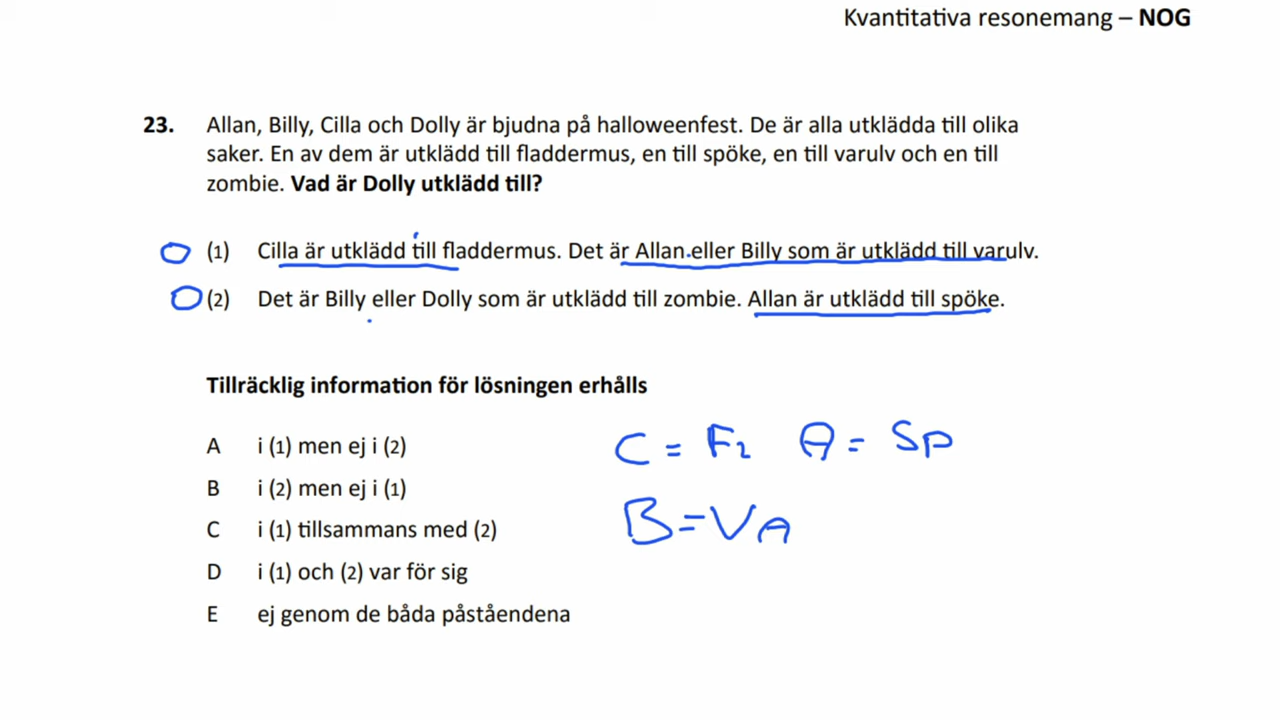 Kvantitativa resonemang – NOG
23. Allan, Billy, Cilla och Dolly är bjudna på halloweenfest. De är alla utklädda till olika
saker. En av dem är utklädd till fladdermus, en till spöke, en till varulv och en till
zombie. Vad är Dolly utklädd till?
(1) Cilla är utklädd till fladdermus. Det är Allan eller Billy som är utklädd till varulv.
(2) Det är Billy eller Dolly som är utklädd till zombie. Allan är utklädd till spöke.
Tillräcklig information för lösningen erhålls
A i (1) men ej i (2)
B i (2) men ej i (1)
C i (1) tillsammans med (2)
D i (1) och (2) var för sig
E ej genom de båda påståendena
C = FL A = Sp
B = VA